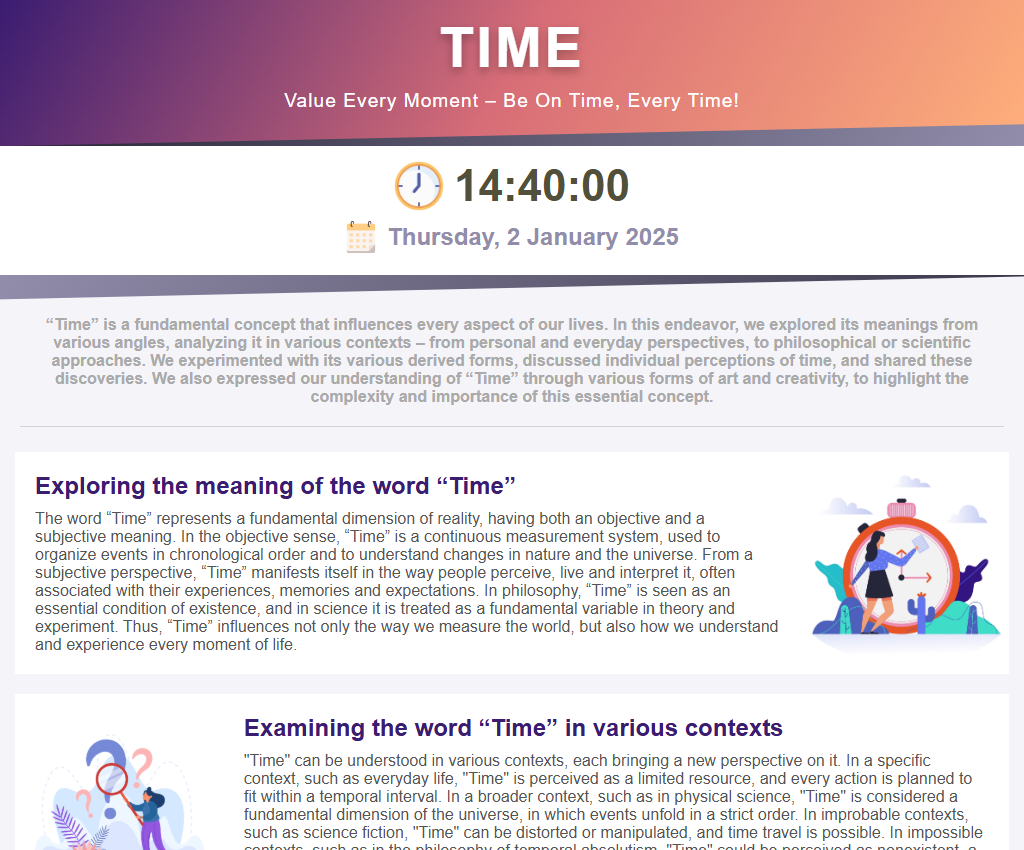 TIME
Value Every Moment – Be On Time, Every Time!
14:40:00
Thursday, 2 January 2025
“Time” is a fundamental concept that influences every aspect of our lives. In this endeavor, we explored its meanings from
various angles, analyzing it in various contexts – from personal and everyday perspectives, to philosophical or scientific
approaches. We experimented with its various derived forms, discussed individual perceptions of time, and shared these
discoveries. We also expressed our understanding of “Time” through various forms of art and creativity, to highlight the
complexity and importance of this essential concept.
Exploring the meaning of the word “Time”
The word “Time” represents a fundamental dimension of reality, having both an objective and a
subjective meaning. In the objective sense, “Time” is a continuous measurement system, used to
organize events in chronological order and to understand changes in nature and the universe. From a
subjective perspective, “Time” manifests itself in the way people perceive, live and interpret it, often
associated with their experiences, memories and expectations. In philosophy, “Time” is seen as an
essential condition of existence, and in science it is treated as a fundamental variable in theory and
experiment. Thus, “Time” influences not only the way we measure the world, but also how we understand
and experience every moment of life.
Examining the word “Time” in various contexts
"Time" can be understood in various contexts, each bringing a new perspective on it. In a specific
context, such as everyday life, "Time" is perceived as a limited resource, and every action is planned to
fit within a temporal interval. In a broader context, such as in physical science, "Time" is considered a
fundamental dimension of the universe, in which events unfold in a strict order. In improbable contexts,
such as science fiction, "Time" can be distorted or manipulated, and time travel is possible. In impossible
contexts, such as in the philosophy of temporal absolutism, "Time" could be perceived as nonexistent, a